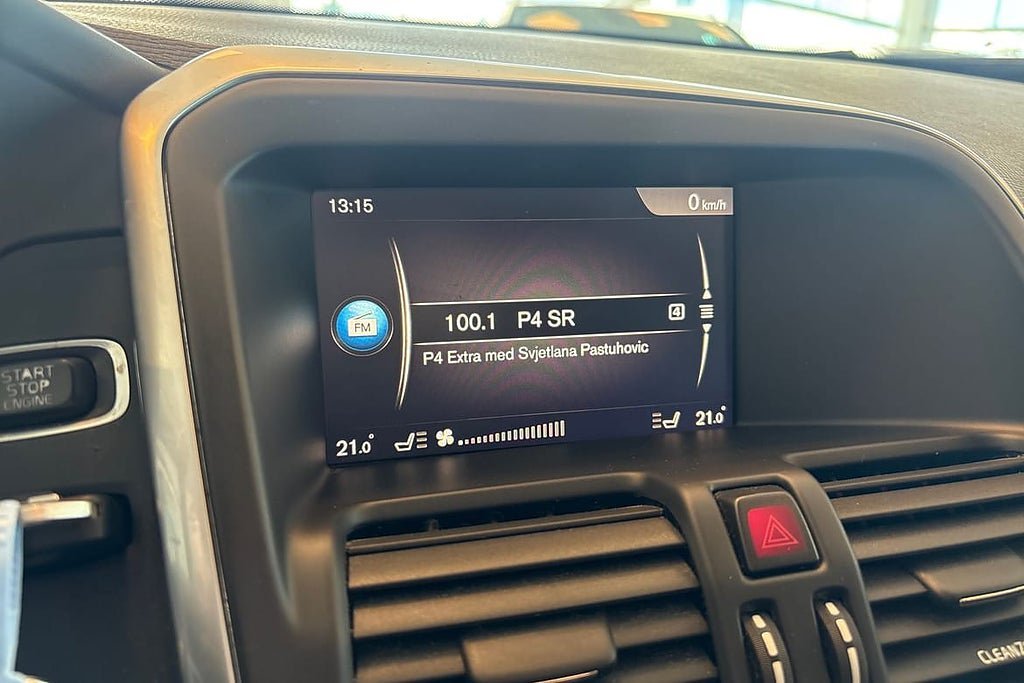 13:15
0 km/h
FM
100.1 P4 SR
4
P4 Extra med Svjetlana Pastuhovic
START
STOP
ENGINE
21.0°
21.0°